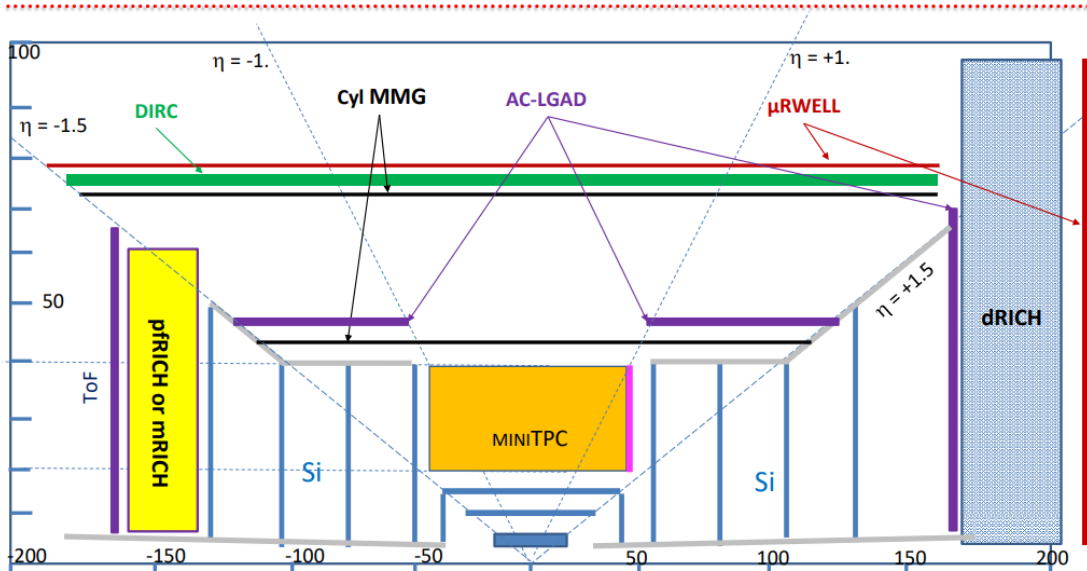 100
η = -1.
η = +1.
DIRC
Cyl MMG
AC-LGAD
µRWELL
η = -1.5
50
η = +1.5
dRICH
ToF
pfRICH or mRICH
MINITPC
Si
Si
-200
-150
-100
-50
50
100
150
200